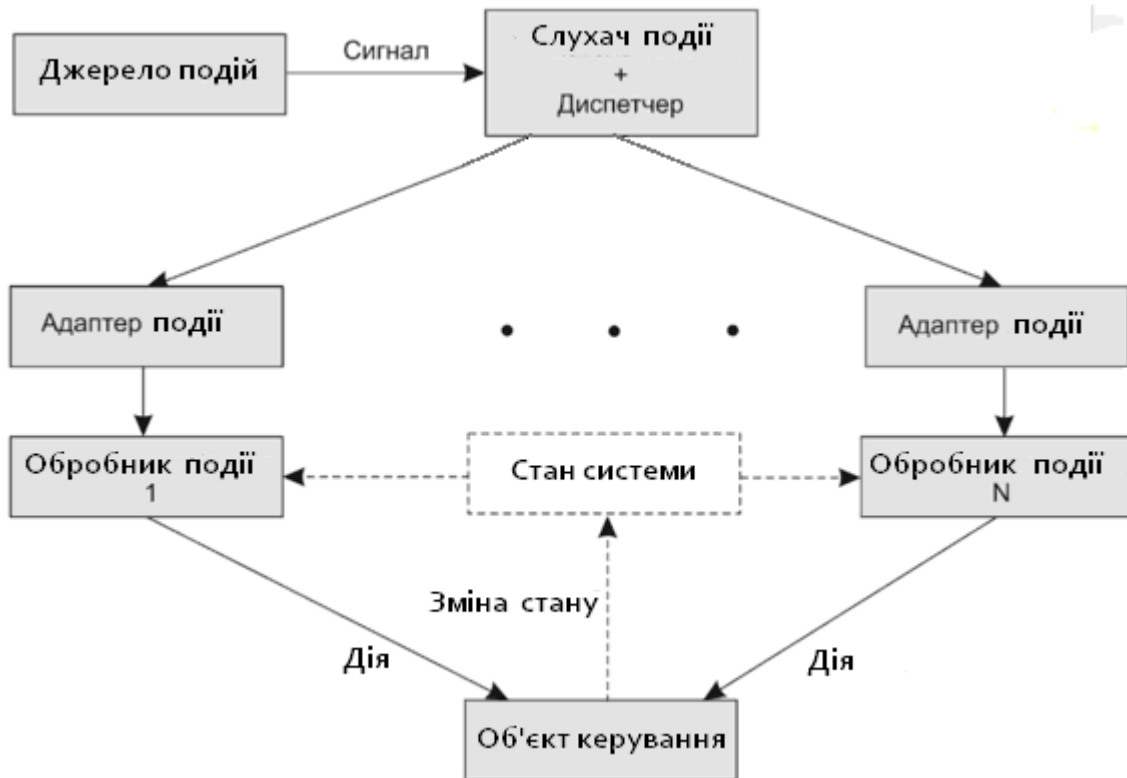 Джерело подій
Сигнал
Слухач події
+
Диспетчер
Адаптер події
Адаптер події
Обробник події
1
Стан системи
Обробник події
N
Зміна стану
Дія
Дія
Об'єкт керування